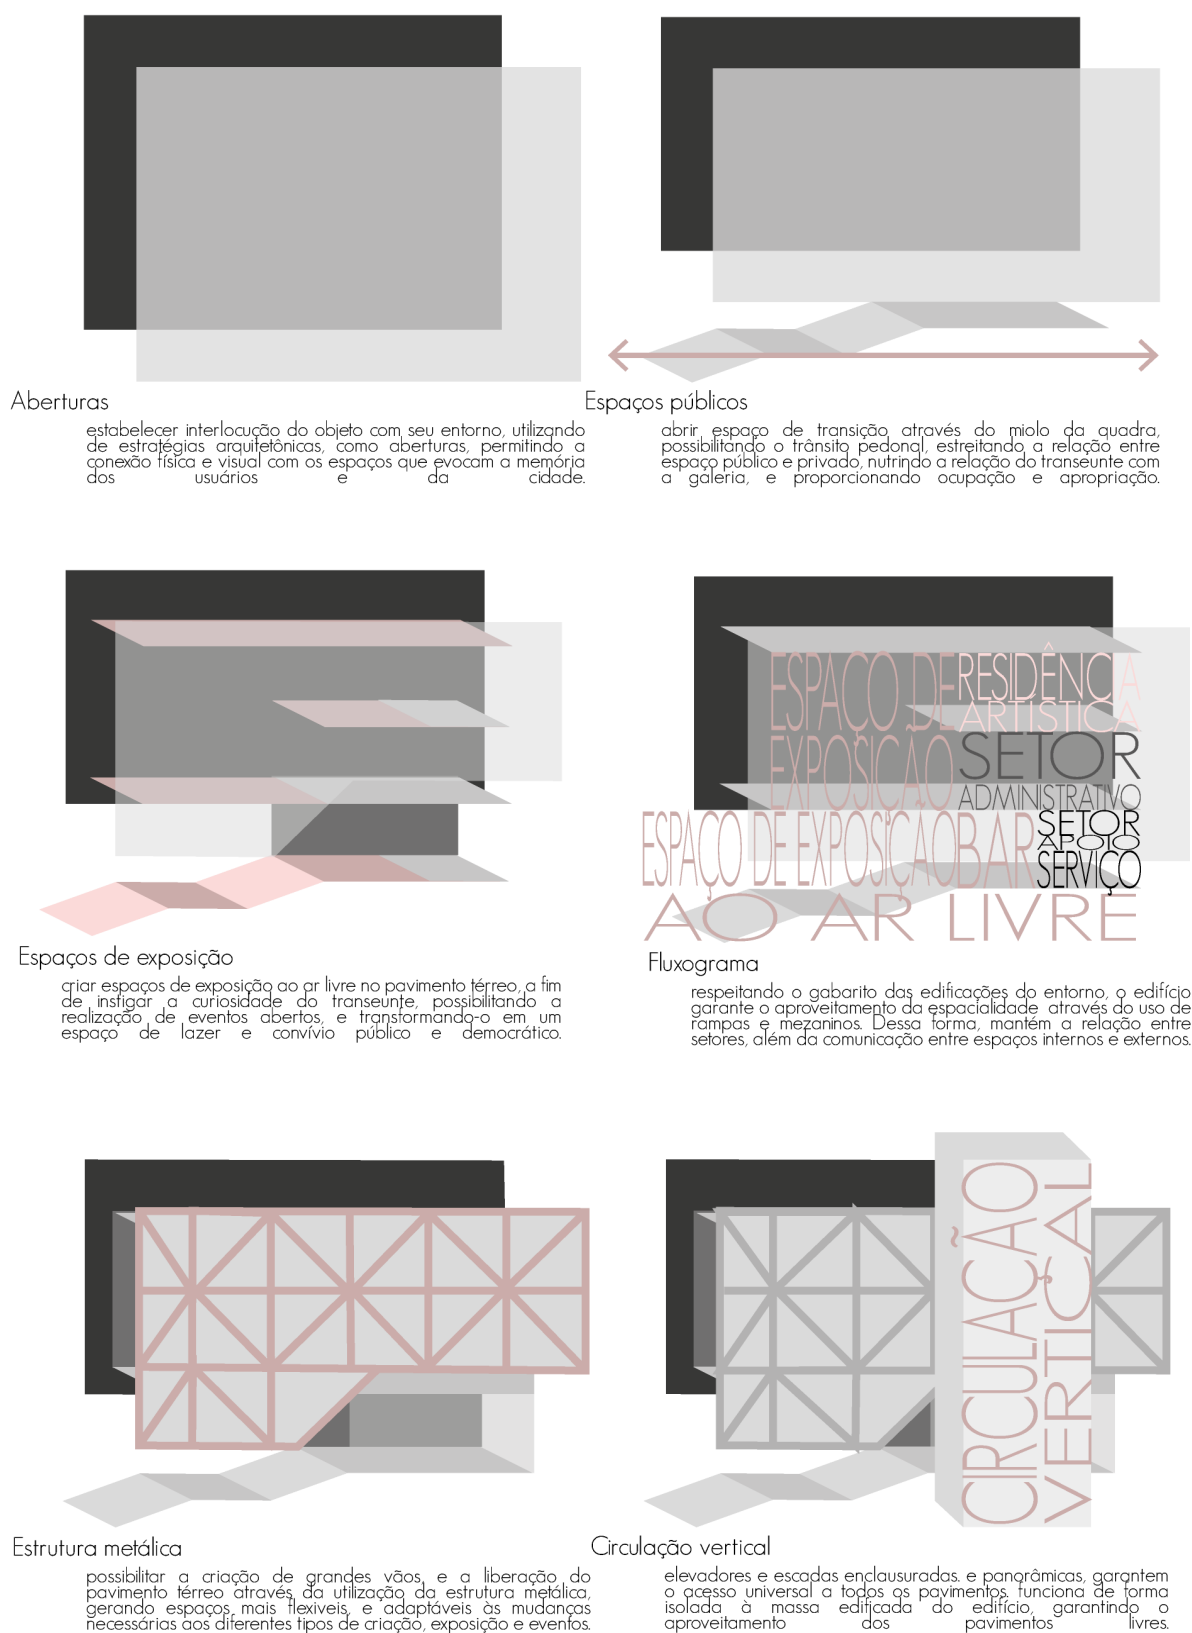 Aberturas
estabelecer interlocução do objeto com seu entorno, utilizando
de estratégias arquitetônicas, como aberturas, permitindo a
conexão física e visual com os espaços que evocam a memória
dos usuários e da cidade.
Espaços públicos
abrir espaço de transição através do miolo da quadra,
possibilitando o trânsito pedonal, estreitando a relação entre
espaço público e privado, nutrindo a relação do transeunte com
a galeria, e proporcionando ocupação e apropriação.
Espaços de exposição
criar espaços de exposição ao ar livre no pavimento térreo, a fim
de instigar a curiosidade do transeunte, possibilitando a
realização de eventos abertos, e transformando-o em um
espaço de lazer e convívio público e democrático.
ESPAÇO DE
EXPOSIÇÃO
RESIDÊNCIA
ARTÍSTICA
SETOR
ADMINISTRATIVO
ESPAÇO DE EXPOSIÇÃO
AO AR LIVRE
BAR
SETOR
APOIO
SERVIÇO
Fluxograma
respeitando o gabarito das edificações do entorno, o edifício
garante o aproveitamento da espacialidade através do uso de
rampas e mezaninos. Dessa forma, mantém a relação entre
setores, além da comunicação entre espaços internos e externos.
Estrutura metálica
possibilitar a criação de grandes vãos, e a liberação do
pavimento térreo através da utilização da estrutura metálica,
gerando espaços mais flexiveis, e adaptáveis às mudanças
necessárias aos diferentes tipos de criação, exposição e eventos.
CIRCULAÇÃO
VERTIÇAL
Circulação vertical
elevadores e escadas enclausuradas. e panorâmicas, garantem
o acesso universal a todos os pavimentos. funciona de forma
isolada à massa edificada do edifício, garantindo o
aproveitamento dos pavimentos livres.